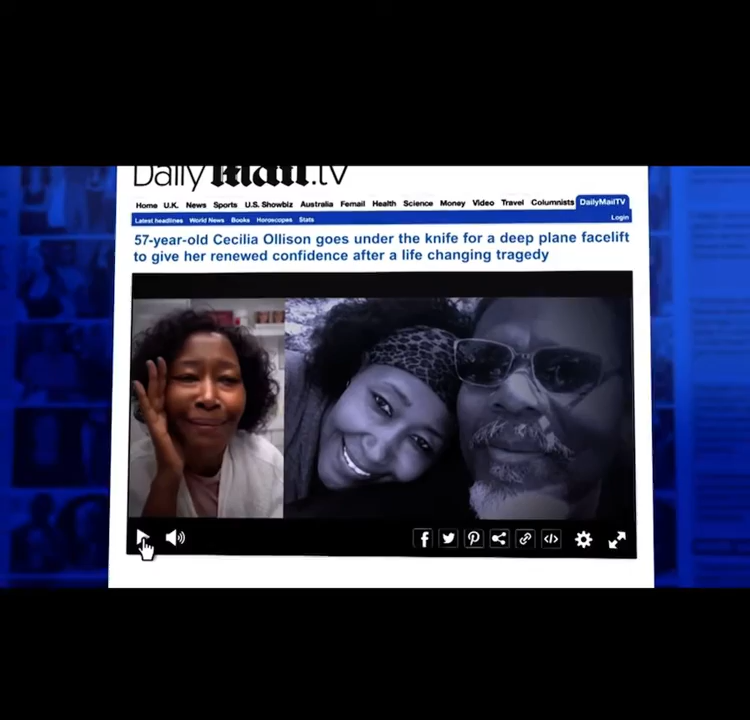 Daily Mail.tv
Home U.K. News Sports U.S. Showbiz Australia Femail Health Science Money Video Travel Columnists DailyMailTV
Latest headlines World News Books Horoscopes Stats Login
57-year-old Cecilia Ollison goes under the knife for a deep plane facelift
to give her renewed confidence after a life changing tragedy